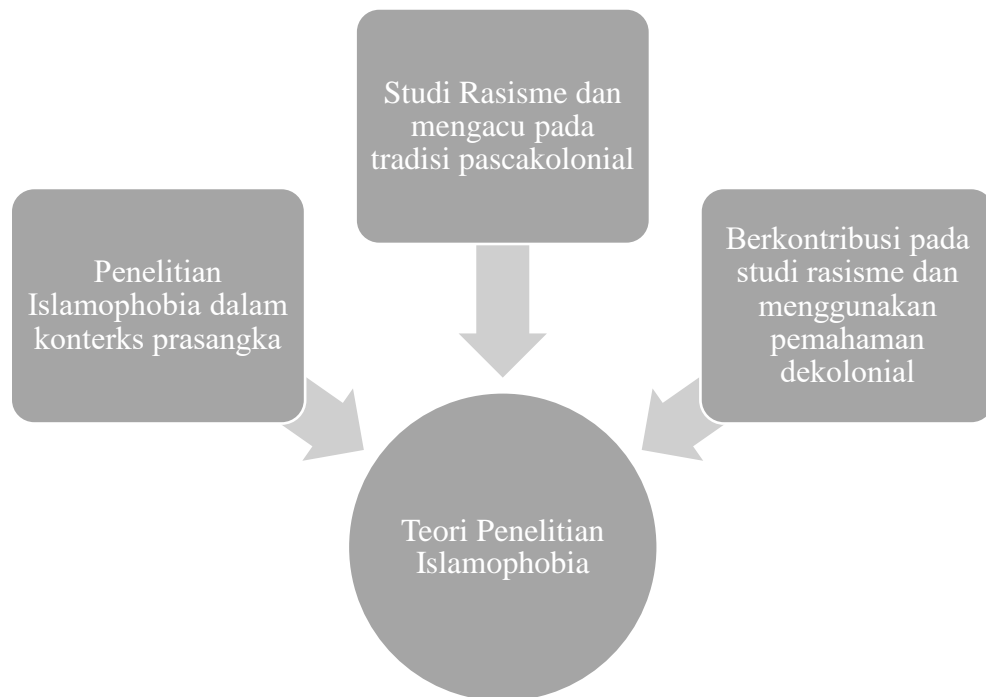 Studi Rasisme dan
mengacu pada
tradisi pascakolonial
Penelitian
Islamophobia dalam
konterks prasangka
Berkontribusi pada
studi rasisme dan
menggunakan
pemahaman
dekolonial
Teori Penelitian
Islamophobia